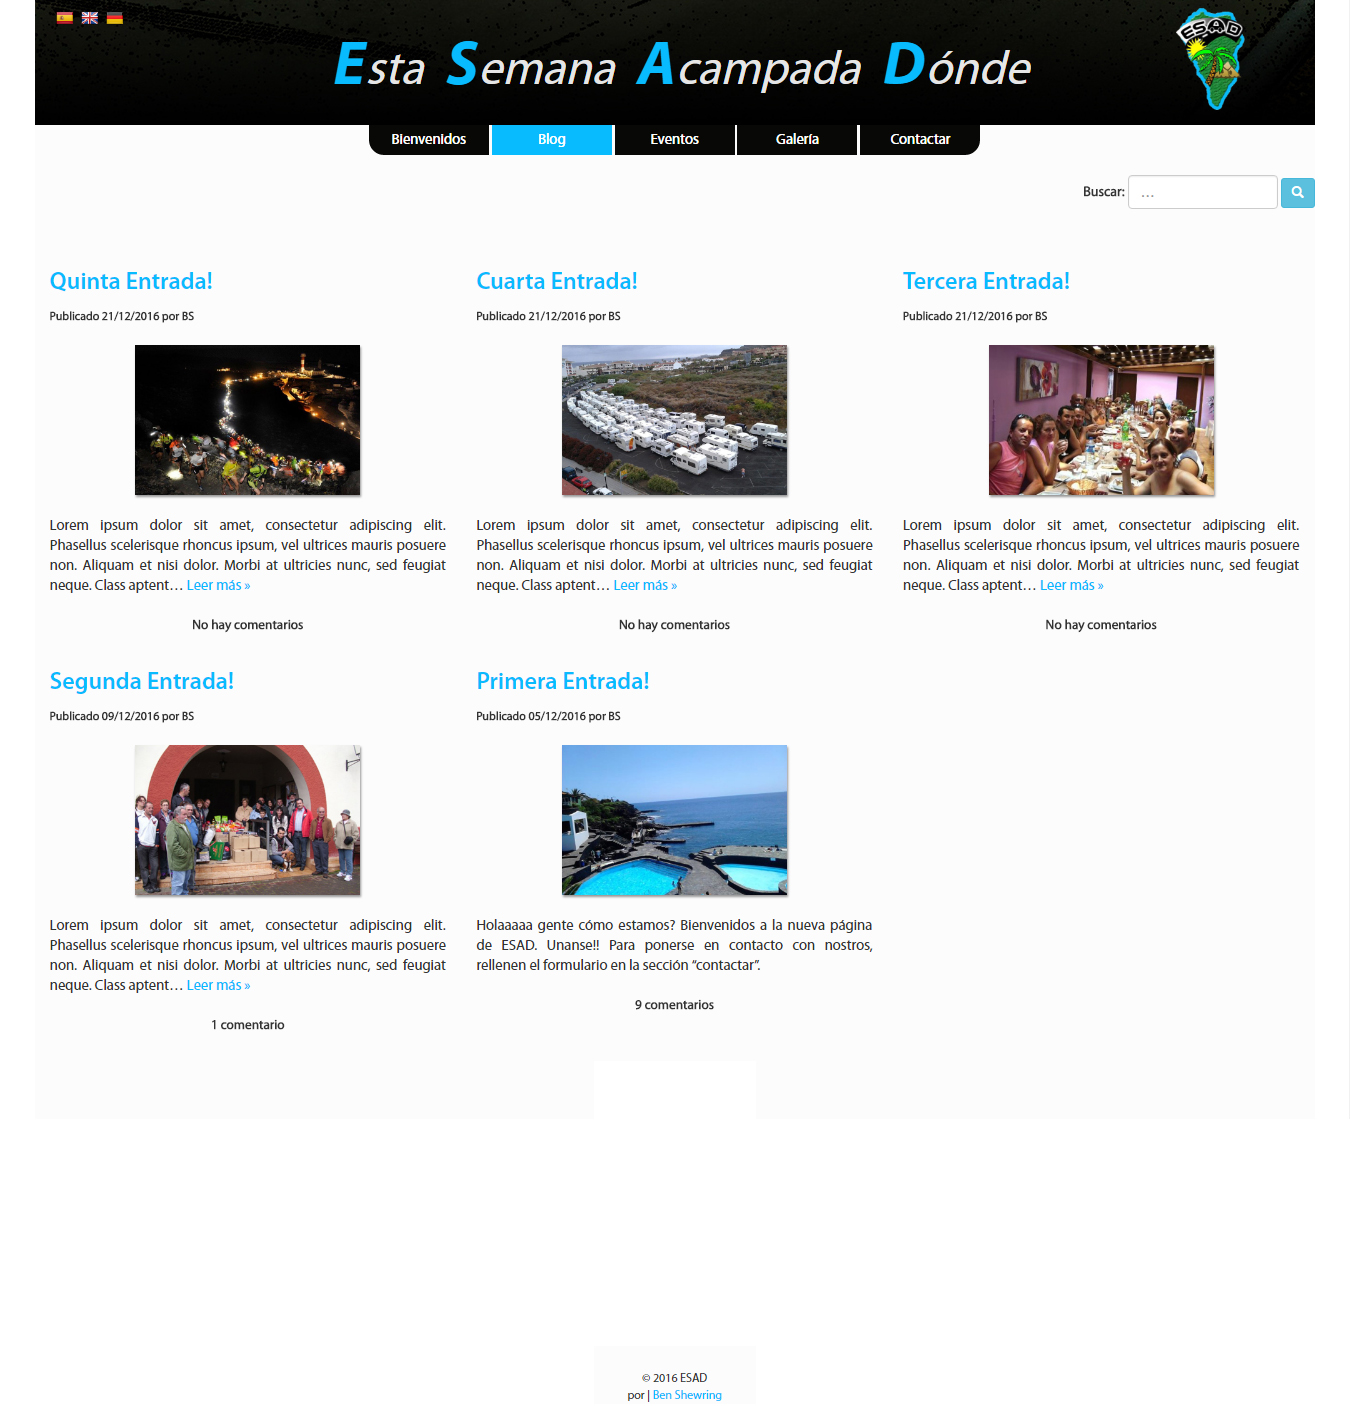 Esta Semana Acampada Dónde
ESAD
Bienvenidos
Blog
Eventos
Galería
Contactar
Buscar: ...
Quinta Entrada!
Publicado 21/12/2016 por BS
Lorem ipsum dolor sit amet, consectetur adipiscing elit.
Phasellus scelerisque rhoncus ipsum, vel ultrices mauris posuere
non. Aliquam et nisi dolor. Morbi at ultricies nunc, sed feugiat
neque. Class aptent… Leer más »
No hay comentarios
Cuarta Entrada!
Publicado 21/12/2016 por BS
Lorem ipsum dolor sit amet, consectetur adipiscing elit.
Phasellus scelerisque rhoncus ipsum, vel ultrices mauris posuere
non. Aliquam et nisi dolor. Morbi at ultricies nunc, sed feugiat
neque. Class aptent… Leer más »
No hay comentarios
Tercera Entrada!
Publicado 21/12/2016 por BS
Lorem ipsum dolor sit amet, consectetur adipiscing elit.
Phasellus scelerisque rhoncus ipsum, vel ultrices mauris posuere
non. Aliquam et nisi dolor. Morbi at ultricies nunc, sed feugiat
neque. Class aptent… Leer más »
No hay comentarios
Segunda Entrada!
Publicado 09/12/2016 por BS
Lorem ipsum dolor sit amet, consectetur adipiscing elit.
Phasellus scelerisque rhoncus ipsum, vel ultrices mauris posuere
non. Aliquam et nisi dolor. Morbi at ultricies nunc, sed feugiat
neque. Class aptent… Leer más »
1 comentario
Primera Entrada!
Publicado 05/12/2016 por BS
Holaaaaa gente cómo estamos? Bienvenidos a la nueva página
de ESAD. Unanse!! Para ponerse en contacto con nostros,
rellenen el formulario en la sección “contactar”.
9 comentarios
© 2016 ESAD
por | Ben Shewring